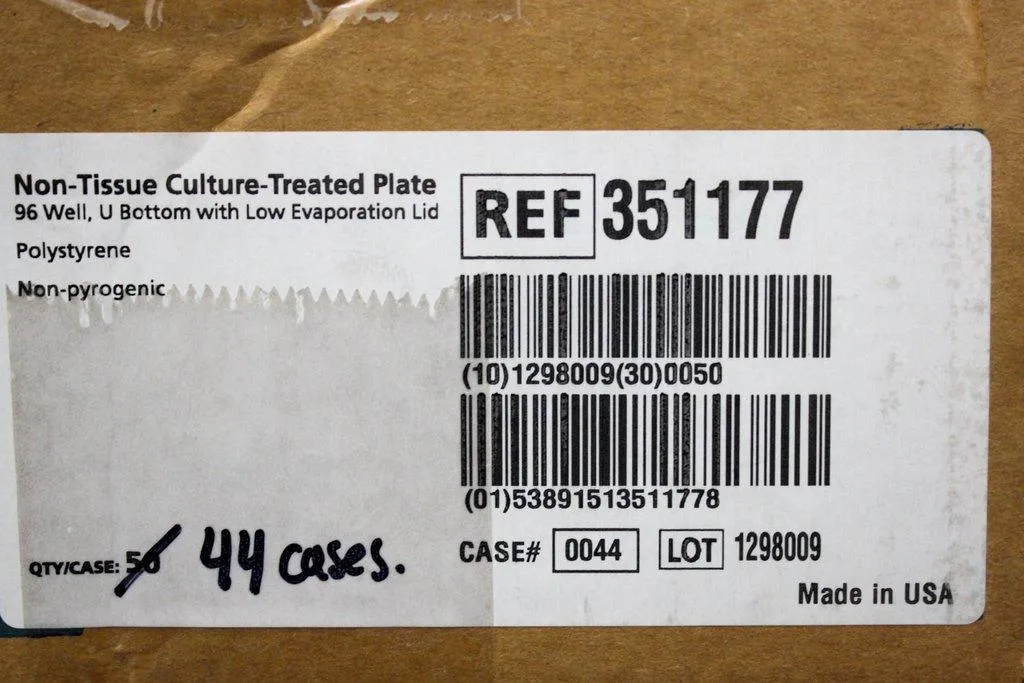 Non-Tissue Culture-Treated Plate
96 Well, U Bottom with Low Evaporation Lid
Polystyrene
Non-pyrogenic
QTY/CASE: 50 44 cases.
REF 351177
(10)1298009(30)0050
(01)53891513511778
CASE# 0044 LOT 1298009
Made in USA